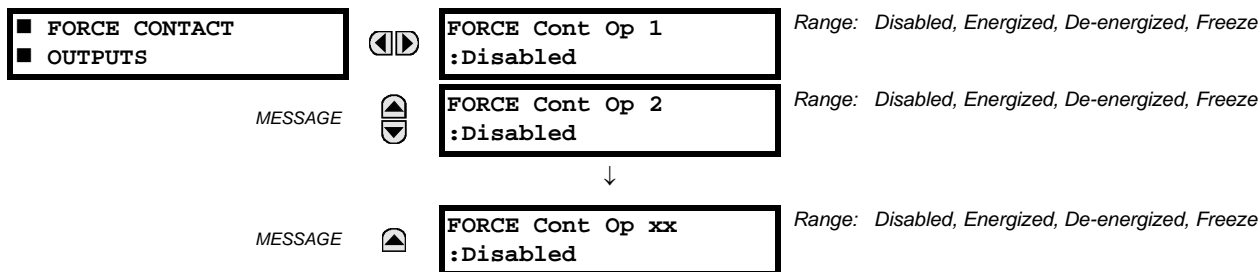 ■ FORCE CONTACT
■ OUTPUTS
FORCE Cont Op 1
:Disabled
Range: Disabled, Energized, De-energized, Freeze
MESSAGE
FORCE Cont Op 2
:Disabled
Range: Disabled, Energized, De-energized, Freeze
↓
MESSAGE
FORCE Cont Op xx
:Disabled
Range: Disabled, Energized, De-energized, Freeze